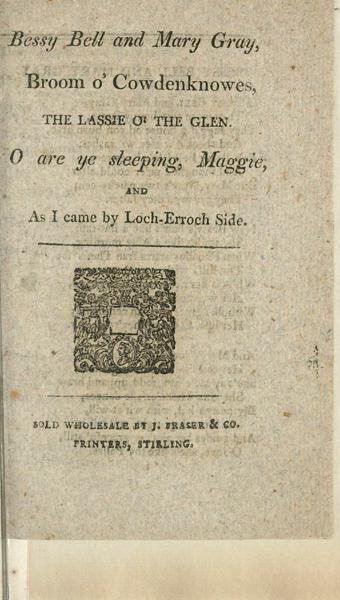 Bessy Bell and Mary Gray,
Broom o' Cowdenknowes,
THE LASSIE O' THE GLEN.
O are ye sleeping, Maggie,
AND
As I came by Loch-Erroch Side.
SOLD WHOLESALE BY J. FRASER & CO.
PRINTERS, STIRLING.